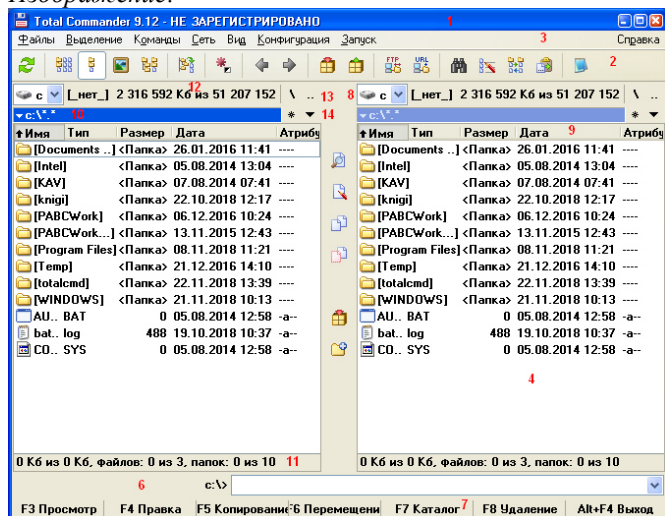 Изображение:
Total Commander 9.12 - НЕ ЗАРЕГИСТРИРОВАНО 1
Файлы Выделение Команды Сеть Вид Конфигурация Запуск 3 Справка
FTP URL 2
c [_нет_] 2 316 592 Кб из 51 207 152 \ .. 12 13 8 c [_нет_] 2 316 592 Кб из 51 207 152 \ ..
c:\*.* 10 * 14 c:\*.* *
Имя Тип Размер Дата Атрибу Имя Тип Размер Дата 9 Атрибу
[Documents ..] <Папка> 26.01.2016 11:41 ---- [Documents ..] <Папка> 26.01.2016 11:41 ----
[Intel] <Папка> 05.08.2014 13:04 ---- [Intel] <Папка> 05.08.2014 13:04 ----
[KAV] <Папка> 07.08.2014 07:41 ---- [KAV] <Папка> 07.08.2014 07:41 ----
[knigi] <Папка> 22.10.2018 12:17 ---- [knigi] <Папка> 22.10.2018 12:17 ----
[PABCWork] <Папка> 06.12.2016 10:24 ---- [PABCWork] <Папка> 06.12.2016 10:24 ----
[PABCWork...] <Папка> 13.11.2015 12:43 ---- [PABCWork...] <Папка> 13.11.2015 12:43 ----
[Program Files] <Папка> 08.11.2018 11:21 ---- [Program Files] <Папка> 08.11.2018 11:21 ----
[Temp] <Папка> 21.12.2016 14:10 ---- [Temp] <Папка> 21.12.2016 14:10 ----
[totalcmd] <Папка> 22.11.2018 13:39 ---- [totalcmd] <Папка> 22.11.2018 13:39 ----
[WINDOWS] <Папка> 21.11.2018 10:13 ---- [WINDOWS] <Папка> 21.11.2018 10:13 ----
AU.. BAT 0 05.08.2014 12:58 -a-- AU.. BAT 0 05.08.2014 12:58 -a--
bat.. log 488 19.10.2018 10:37 -a-- bat.. log 488 19.10.2018 10:37 -a--
CO.. SYS 0 05.08.2014 12:58 -a-- CO.. SYS 0 05.08.2014 12:58 -a--
4
0 Кб из 0 Кб, файлов: 0 из 3, папок: 0 из 10 11 0 Кб из 0 Кб, файлов: 0 из 3, папок: 0 из 10
6 c:\>
F3 Просмотр F4 Правка F5 Копировани F6 Перемещени F7 Каталог 7 F8 Удаление Alt+F4 Выход